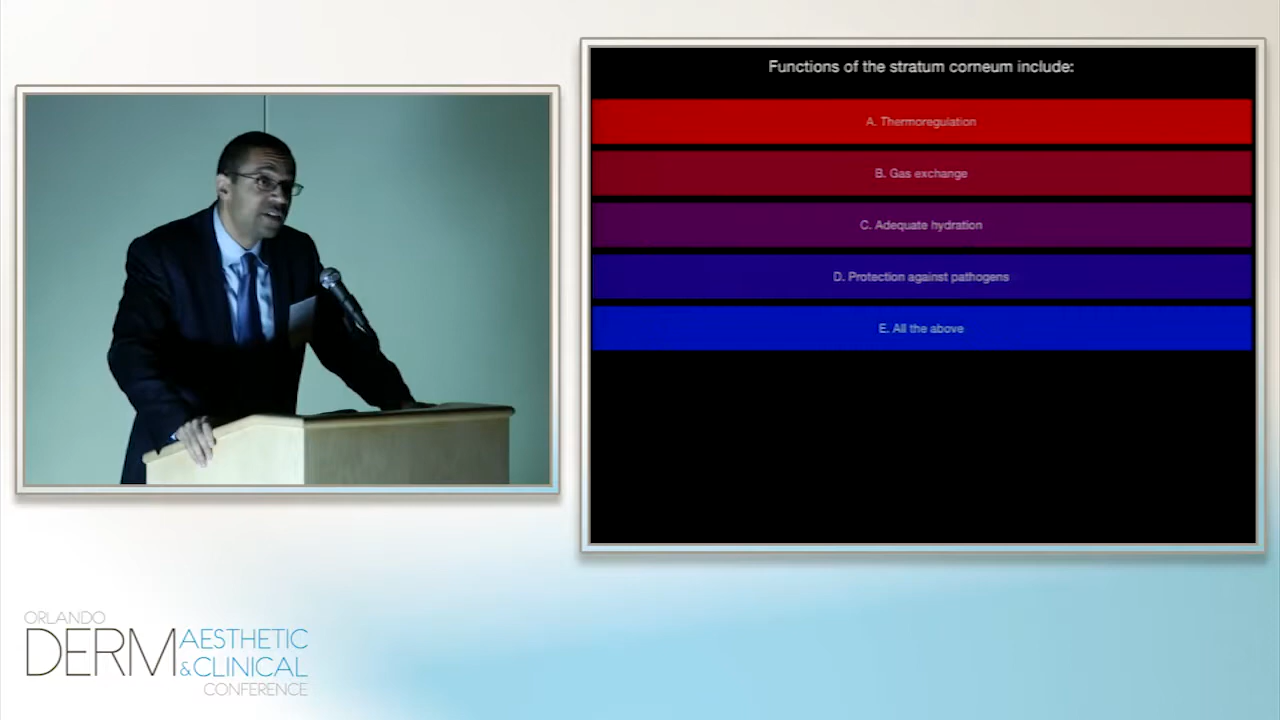 Functions of the stratum corneum include:
A. Thermoregulation
B. Gas exchange
C. Adequate hydration
D. Protection against pathogens
E. All the above
ORLANDO
DERM AESTHETIC
& CLINICAL
CONFERENCE